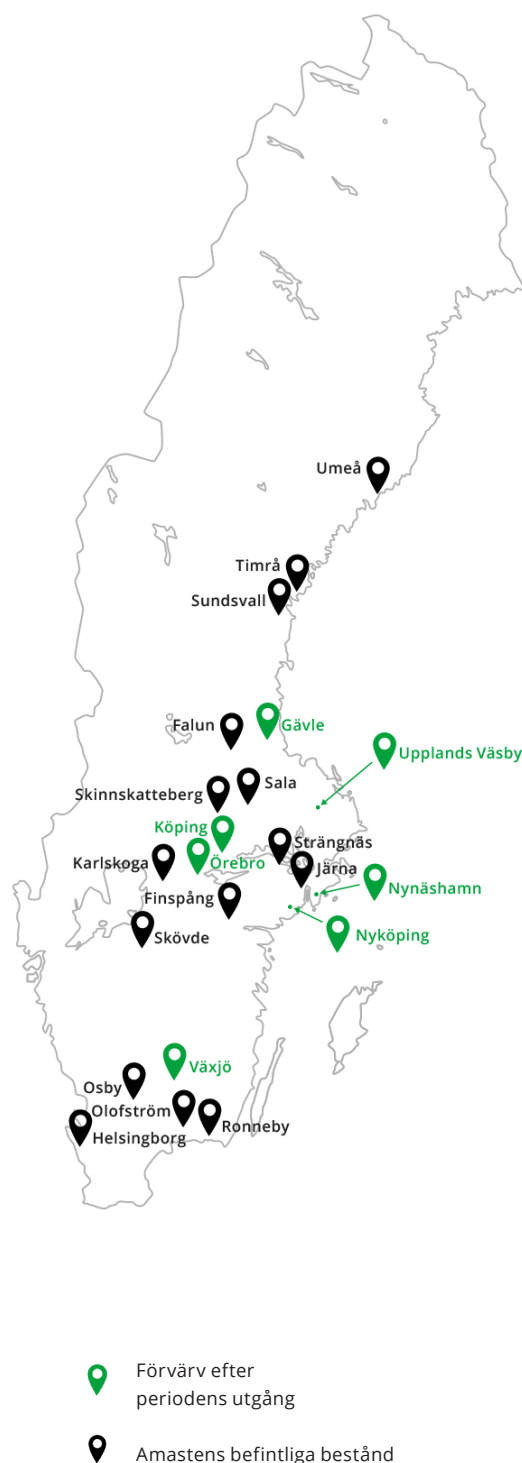 Umeå
Timrå
Sundsvall
Falun
Gävle
Upplands Väsby
Sala
Skinnskatteberg
Köping
Strängnäs
Karlskoga
Örebro
Järna
Finspång
Nynäshamn
Skövde
Nyköping
Växjö
Osby
Olofström
Ronneby
Helsingborg
Förvärv efter
periodens utgång
Amastens befintliga bestånd